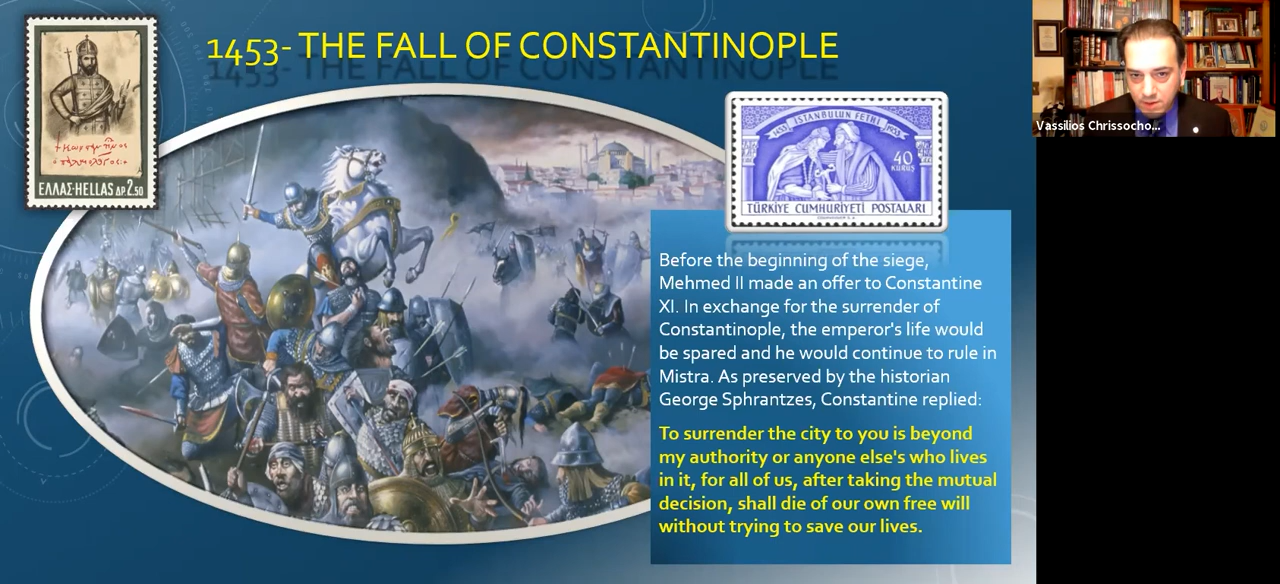 1453- THE FALL OF CONSTANTINOPLE
ΕΛΛΑΣ-HELLAS ΔΡ. 2.50
1453 İSTANBULUN FETHİ 1953
40
KURUŞ
TÜRKİYE CUMHURİYETİ POSTALARI
Before the beginning of the siege,
Mehmed II made an offer to Constantine
XI. In exchange for the surrender of
Constantinople, the emperor's life would
be spared and he would continue to rule in
Mistra. As preserved by the historian
George Sphrantzes, Constantine replied:
To surrender the city to you is beyond
my authority or anyone else's who lives
in it, for all of us, after taking the mutual
decision, shall die of our own free will
without trying to save our lives.
Vassilios Chrissocho...